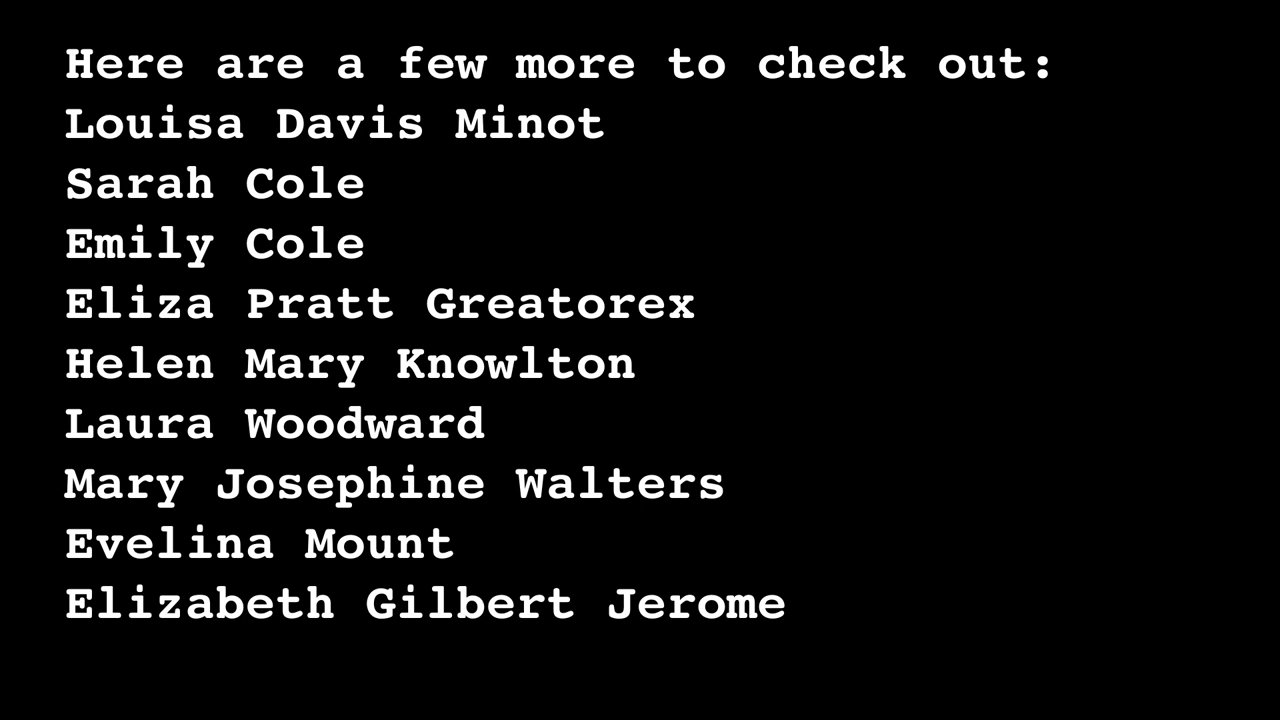 Here are a few more to check out:
Louisa Davis Minot
Sarah Cole
Emily Cole
Eliza Pratt Greatorex
Helen Mary Knowlton
Laura Woodward
Mary Josephine Walters
Evelina Mount
Elizabeth Gilbert Jerome